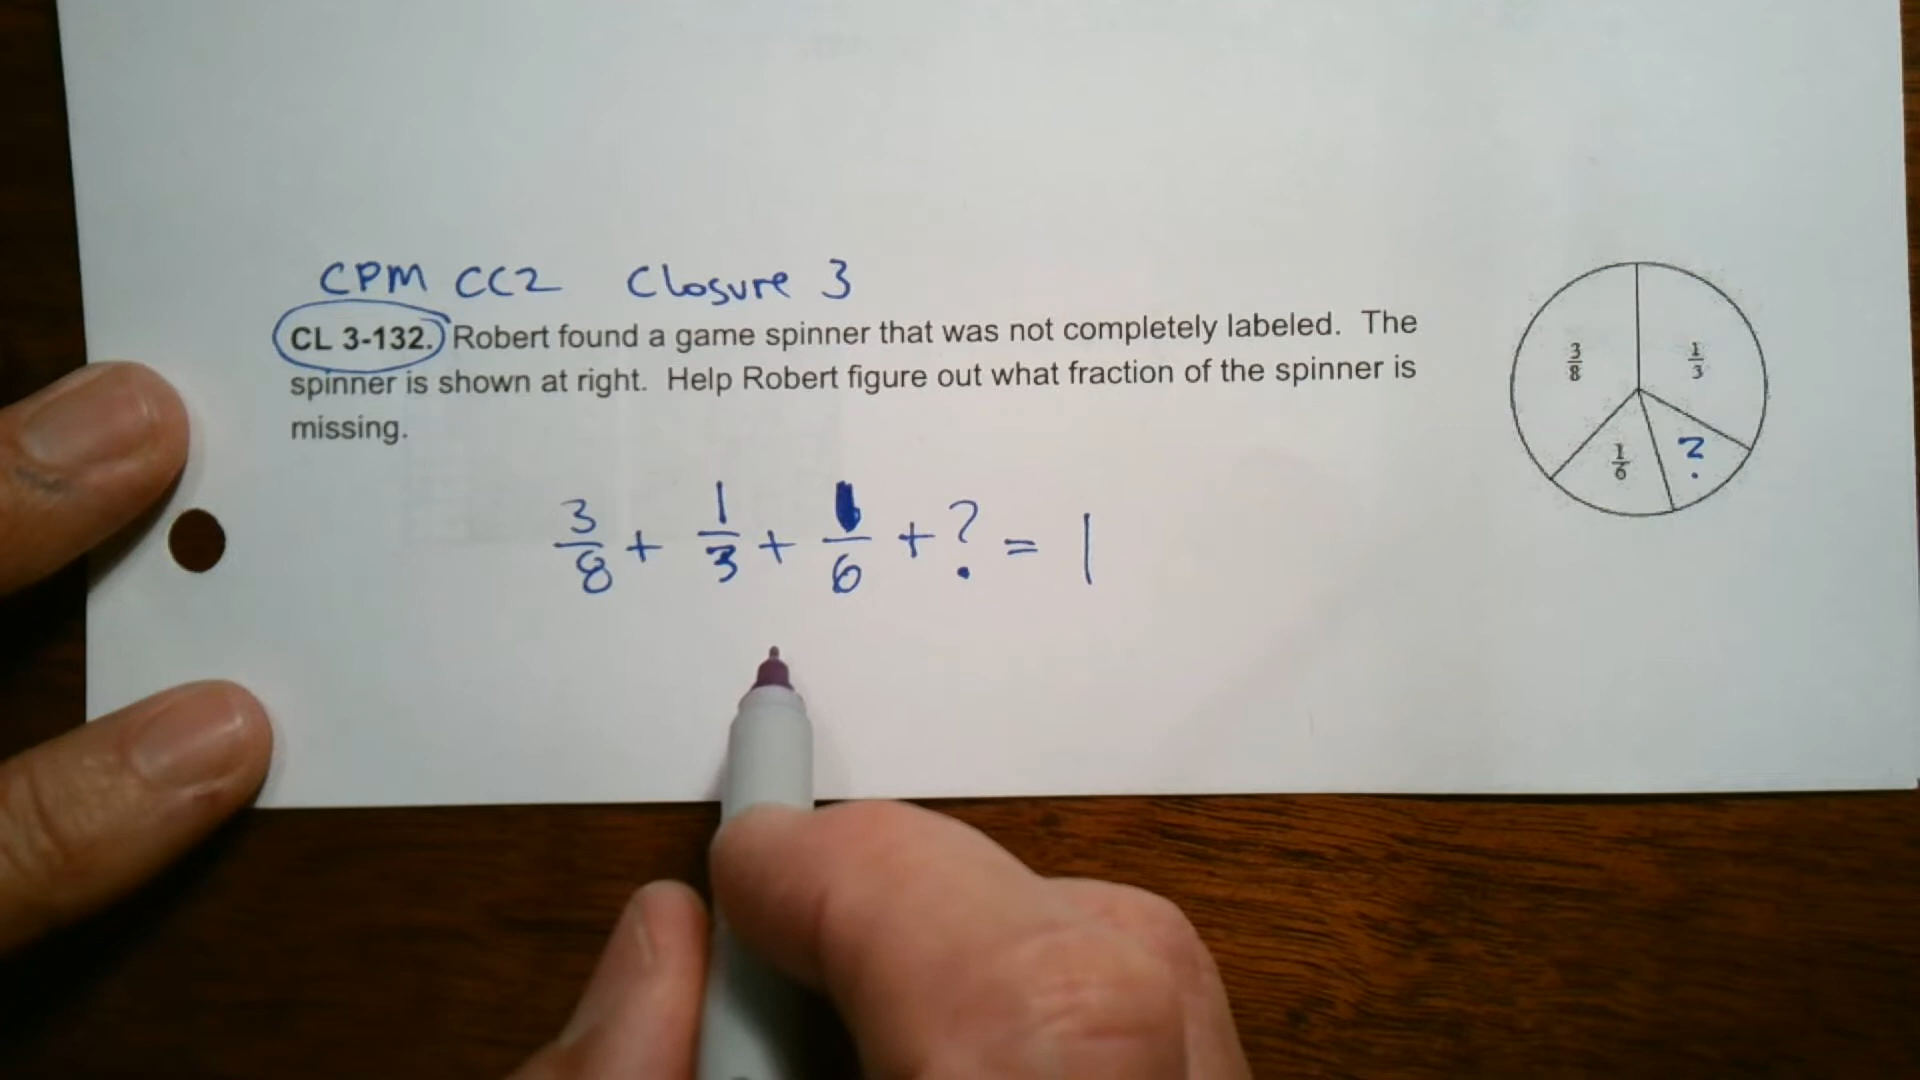 CPM CC2 Closure 3
CL 3-132. Robert found a game spinner that was not completely labeled. The
spinner is shown at right. Help Robert figure out what fraction of the spinner is
missing.
3/8 1/3
1/6 ?
3/8 + 1/3 + 1/6 + ? = 1